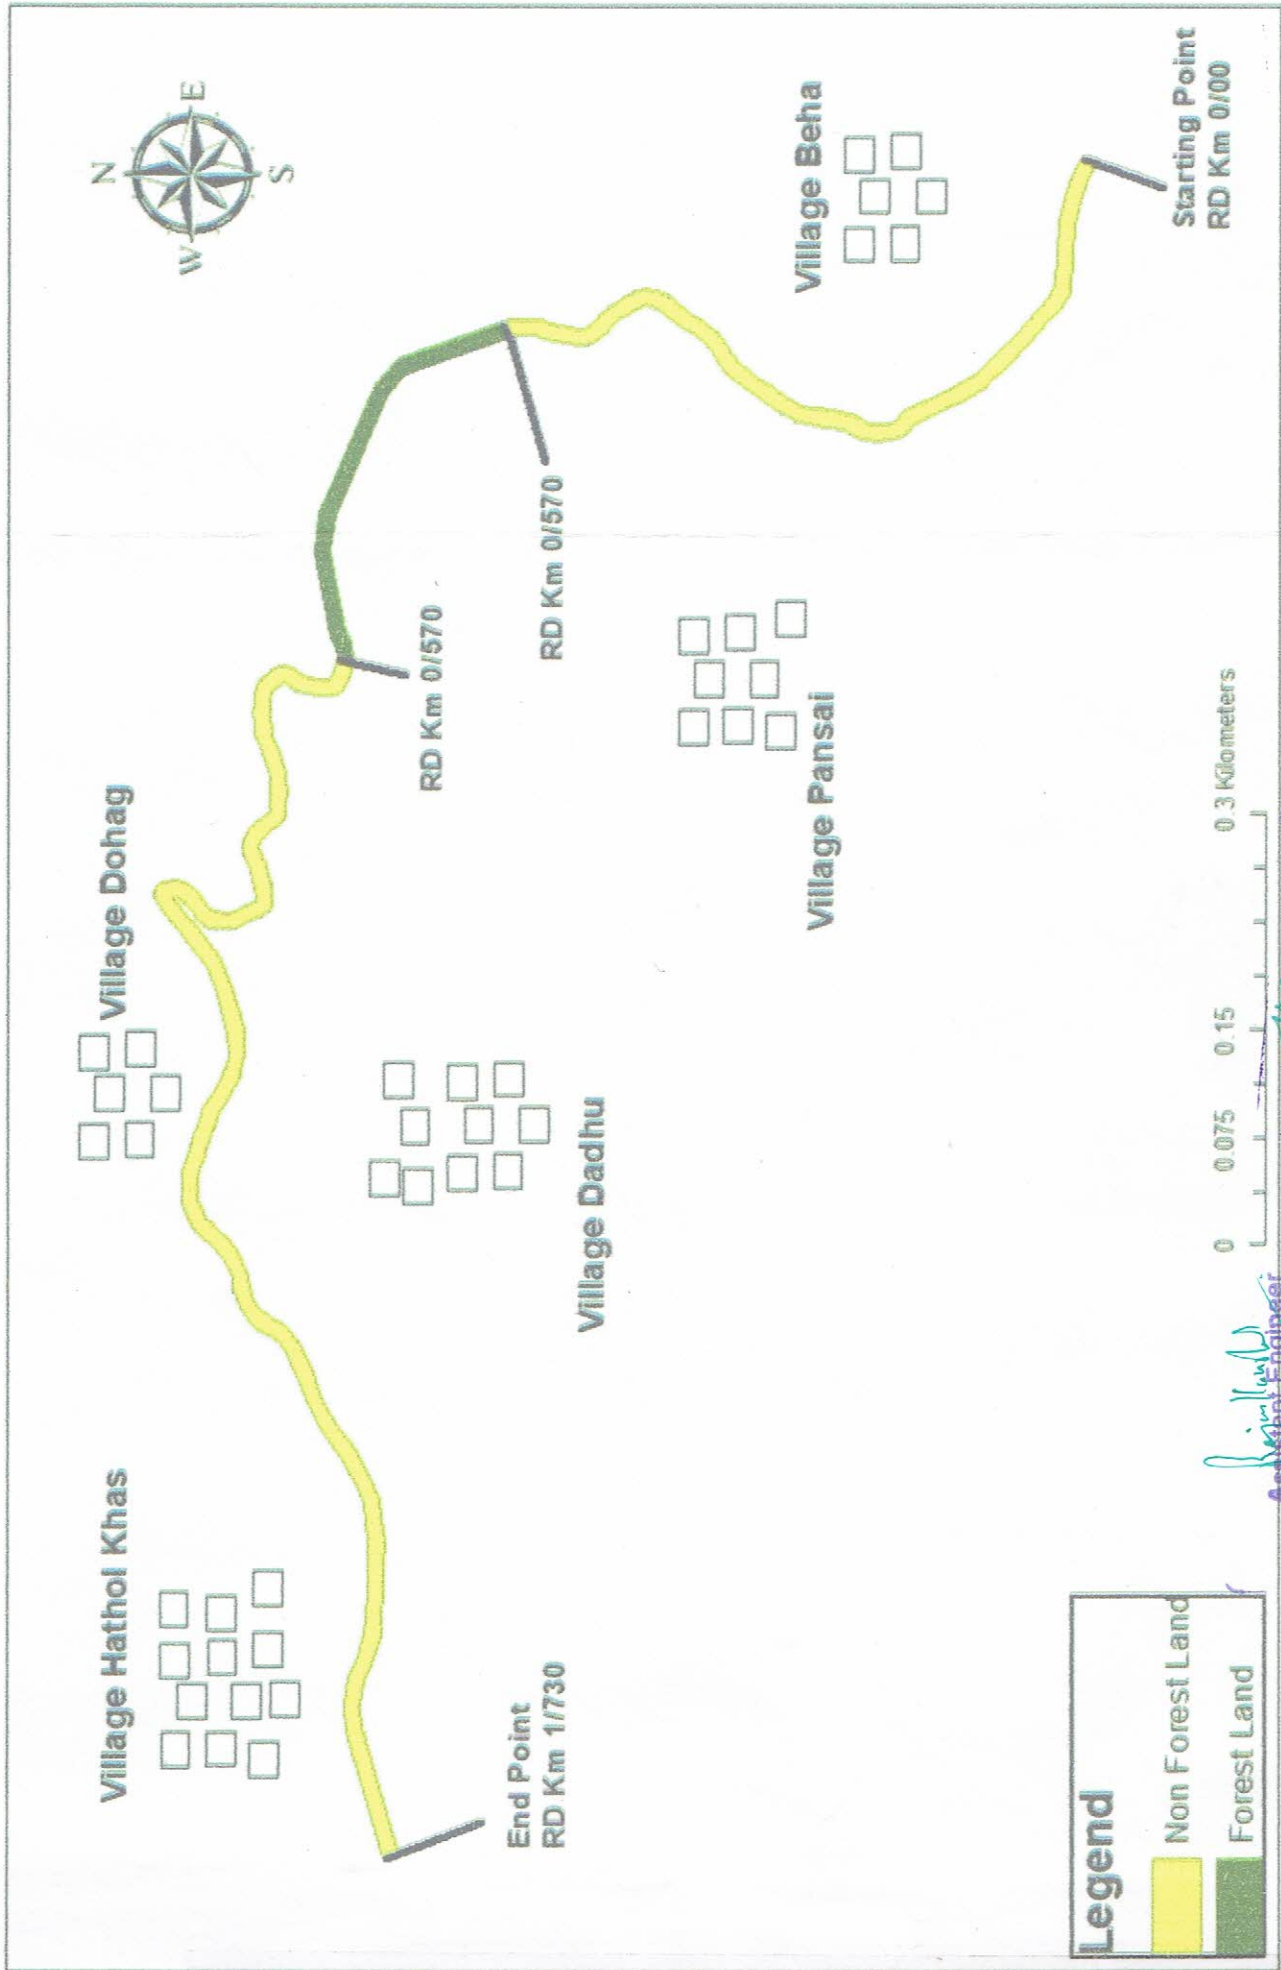 N
W
E
S
Village Hathol Khas
Village Dohag
Village Dadhu
RD Km 0/570
RD Km 0/570
Village Beha
Village Pansai
End Point
RD Km 1/730
Starting Point
RD Km 0/00
Legend
Non Forest Land
Forest Land
0 0.075 0.15 0.3 Kilometers
Assistant Engineer